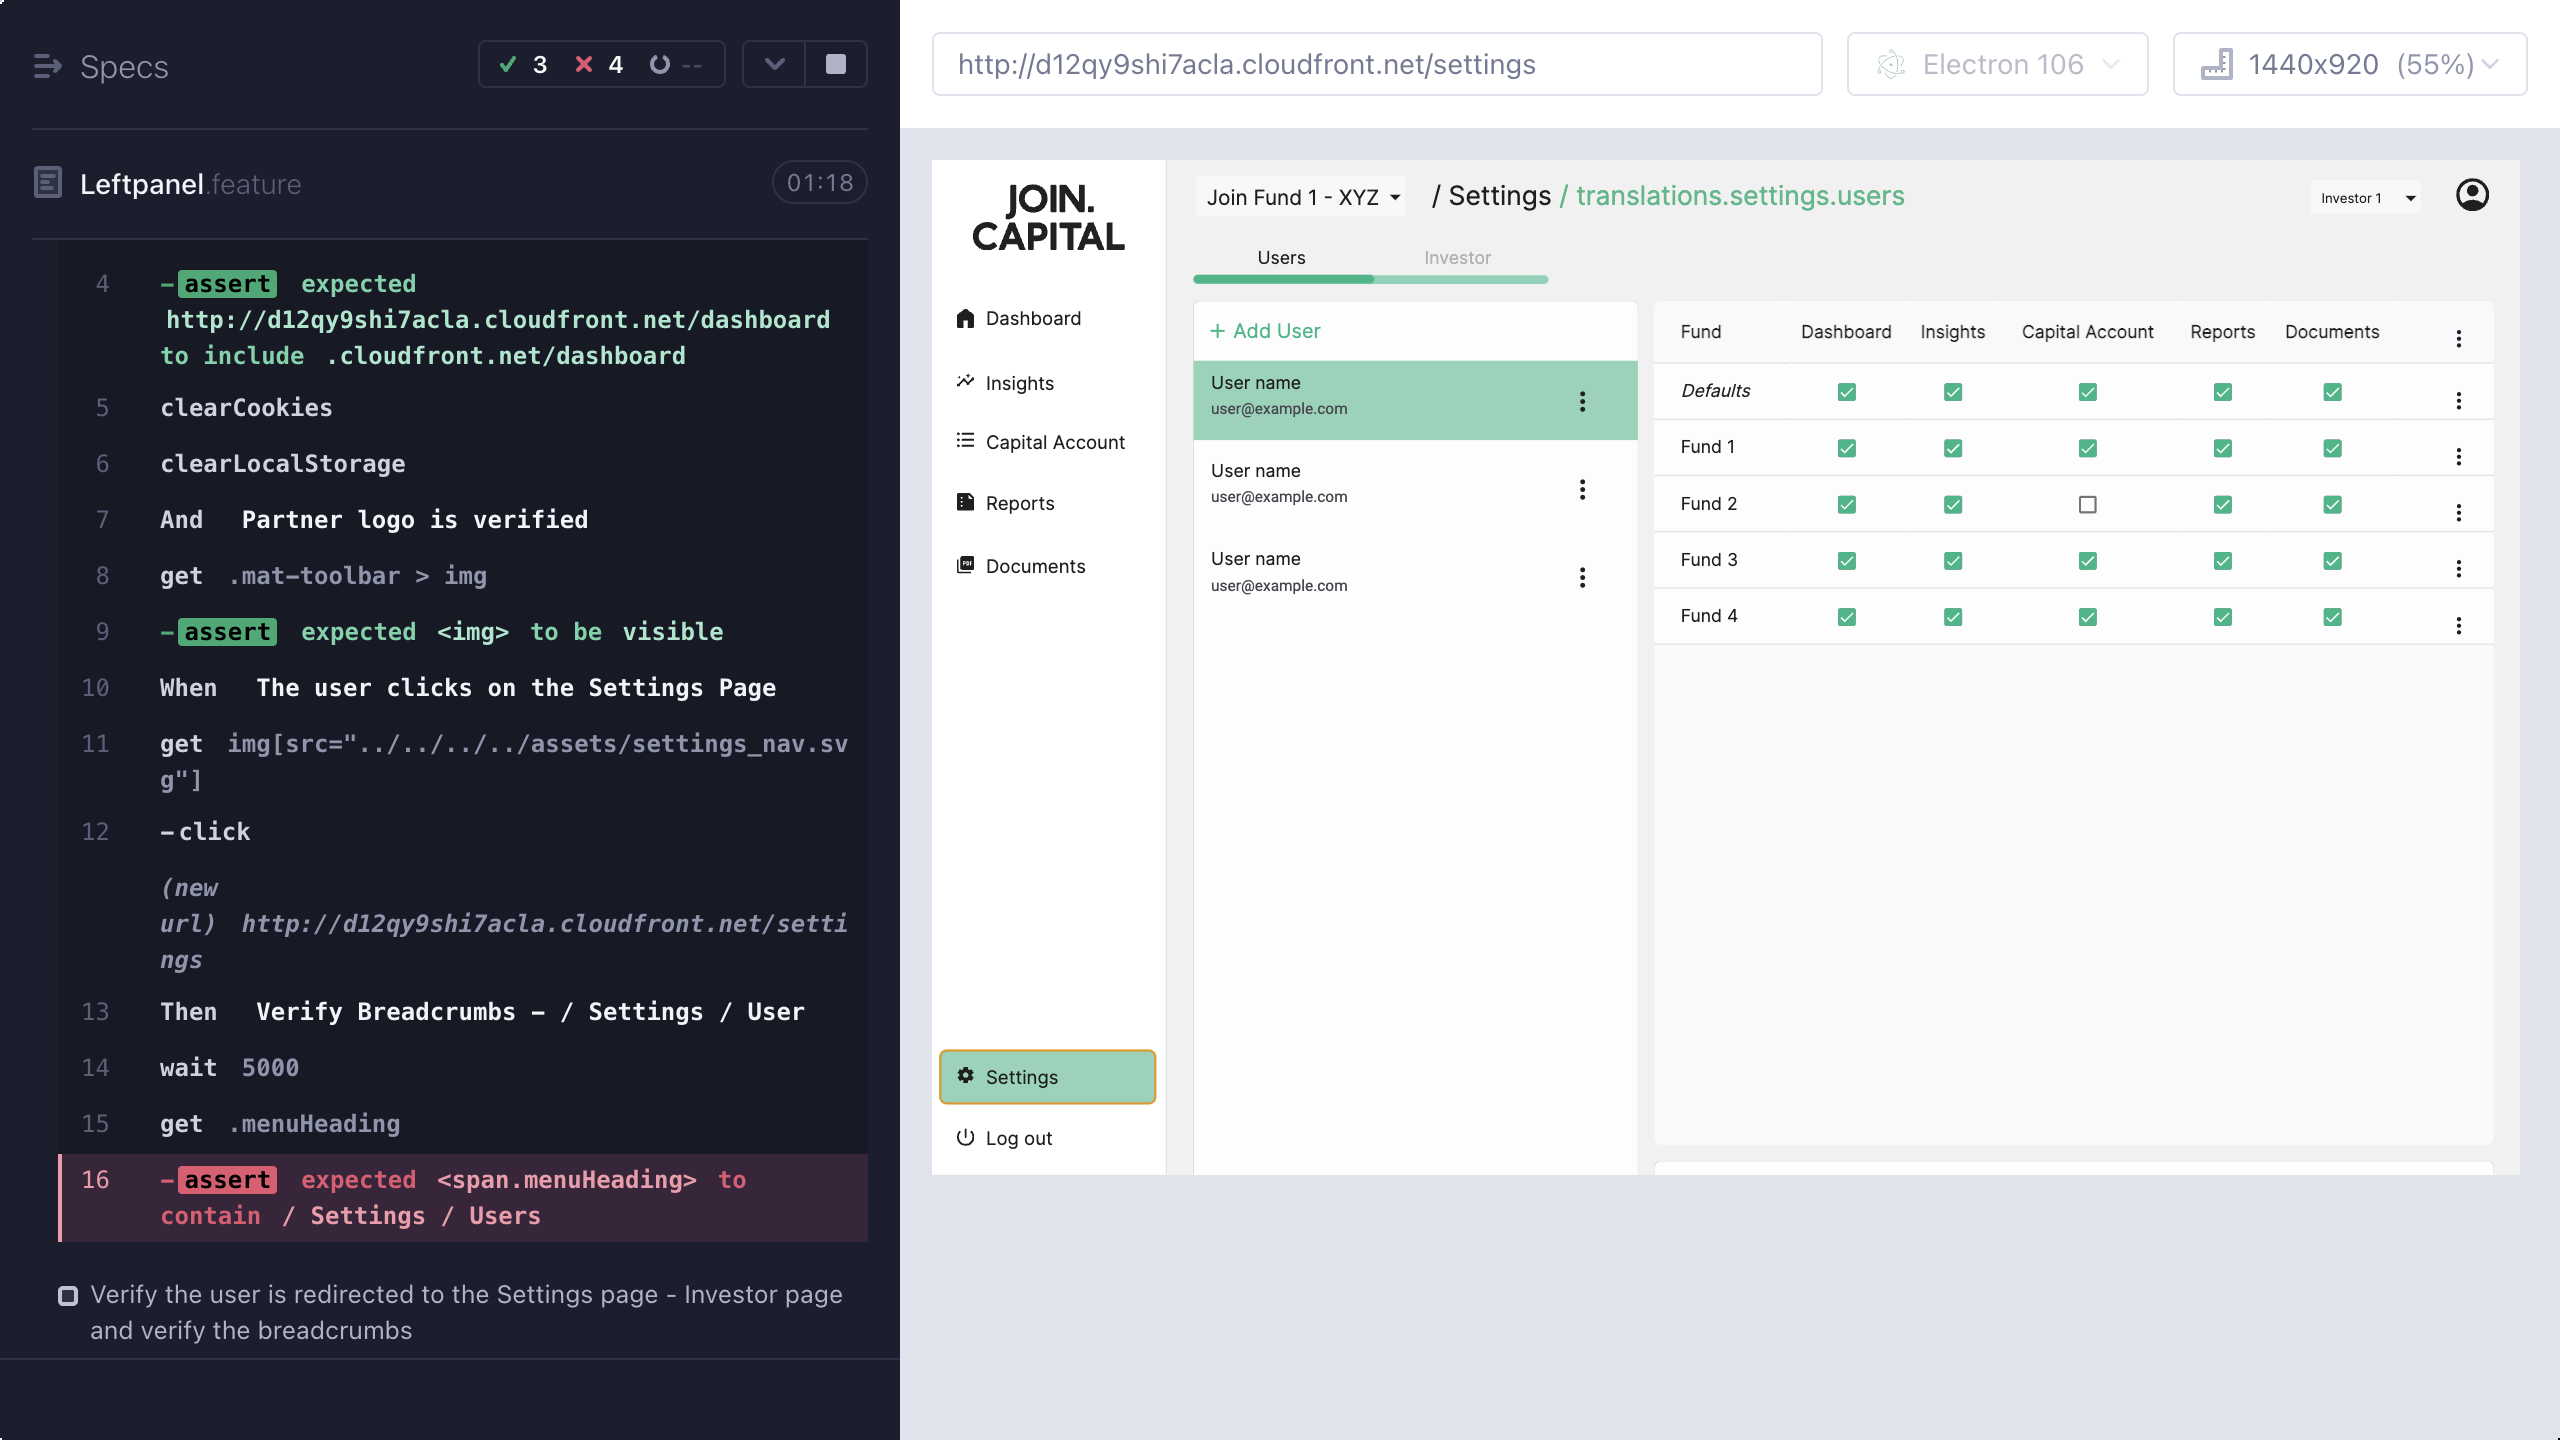 Specs
3
4
--
Leftpanel.feature
01:18
4 -assert expected
http://d12qy9shi7acla.cloudfront.net/dashboard
to include .cloudfront.net/dashboard
5 clearCookies
6 clearLocalStorage
7 And Partner logo is verified
8 get .mat-toolbar > img
9 -assert expected <img> to be visible
10 When The user clicks on the Settings Page
11 get img[src="../../../../assets/settings_nav.sv
g"]
12 -click
(new
url) http://d12qy9shi7acla.cloudfront.net/setti
ngs
13 Then Verify Breadcrumbs - / Settings / User
14 wait 5000
15 get .menuHeading
16 -assert expected <span.menuHeading> to
contain / Settings / Users
Verify the user is redirected to the Settings page - Investor page
and verify the breadcrumbs
http://d12qy9shi7acla.cloudfront.net/settings
Electron 106
1440x920 (55%)
JOIN.
CAPITAL
Dashboard
Insights
Capital Account
Reports
Documents
Settings
Log out
Join Fund 1 - XYZ
/ Settings / translations.settings.users
Investor 1
Users
Investor
+ Add User
User name
user@example.com
User name
user@example.com
User name
user@example.com
Fund Dashboard Insights Capital Account Reports Documents
Defaults
Fund 1
Fund 2
Fund 3
Fund 4